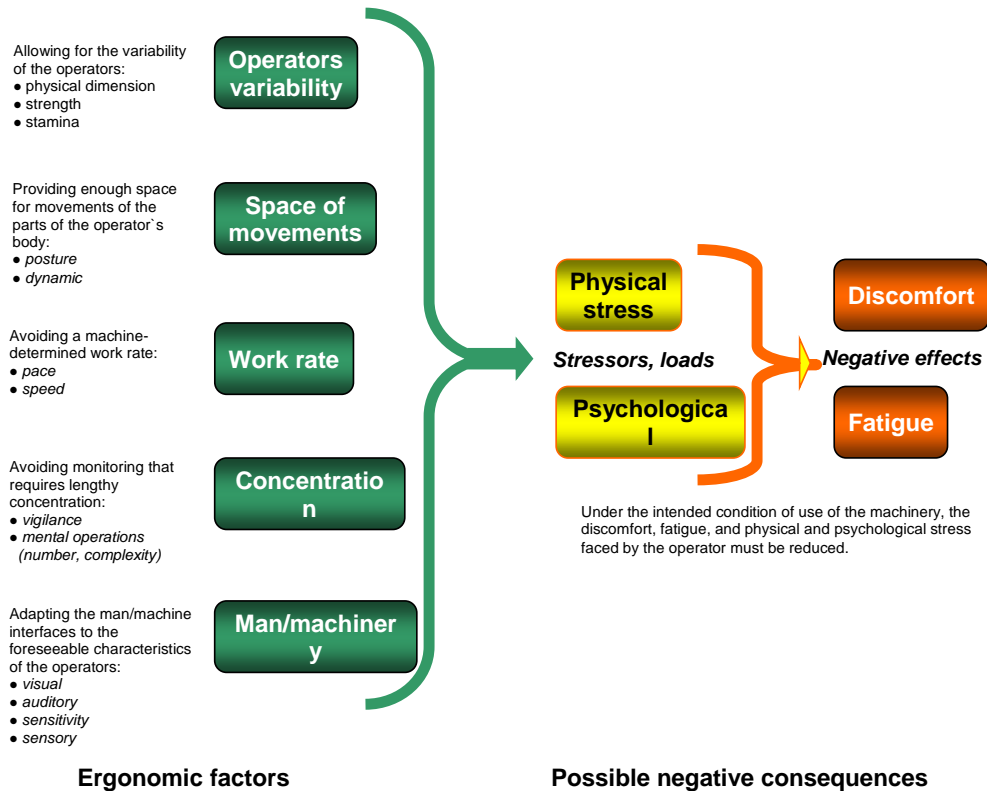 Allowing for the variability
of the operators:
● physical dimension
● strength
● stamina
Operators
variability
Providing enough space
for movements of the
parts of the operator`s
body:
● posture
● dynamic
Space of
movements
Avoiding a machine-
determined work rate:
● pace
● speed
Work rate
Avoiding monitoring that
requires lengthy
concentration:
● vigilance
● mental operations
(number, complexity)
Concentratio
n
Adapting the man/machine
interfaces to the
foreseeable characteristics
of the operators:
● visual
● auditory
● sensitivity
● sensory
Man/machiner
y
Ergonomic factors
Physical
stress
Stressors, loads
Psychologica
l
Discomfort
Negative effects
Fatigue
Under the intended condition of use of the machinery, the
discomfort, fatigue, and physical and psychological stress
faced by the operator must be reduced.
Possible negative consequences